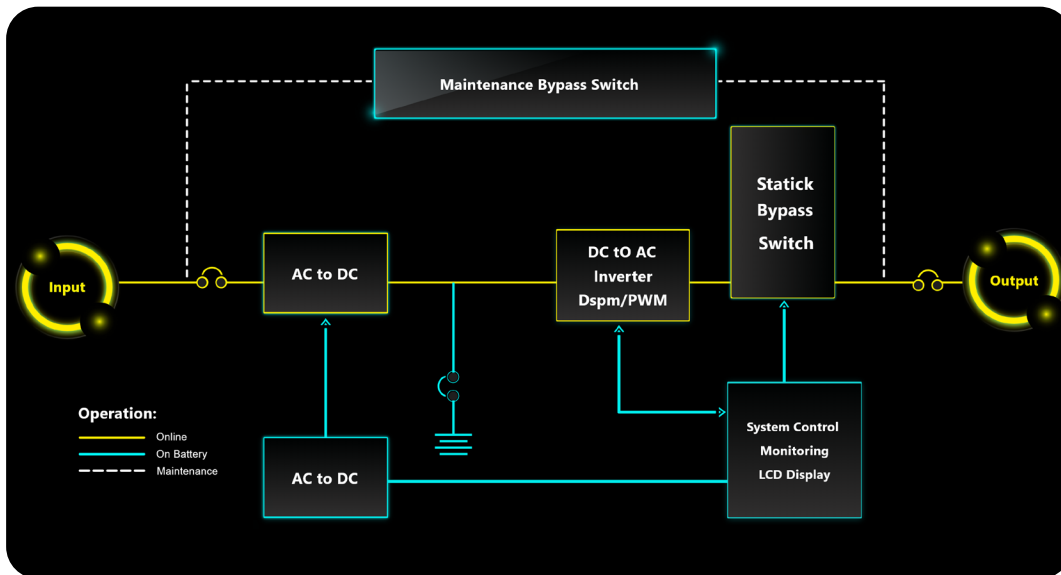 Maintenance Bypass Switch
Statick
Bypass
Switch
Input
AC to DC
DC tO AC
Inverter
Dspm/PWM
Output
Operation:
Online
On Battery
Maintenance
AC to DC
System Control
Monitoring
LCD Display